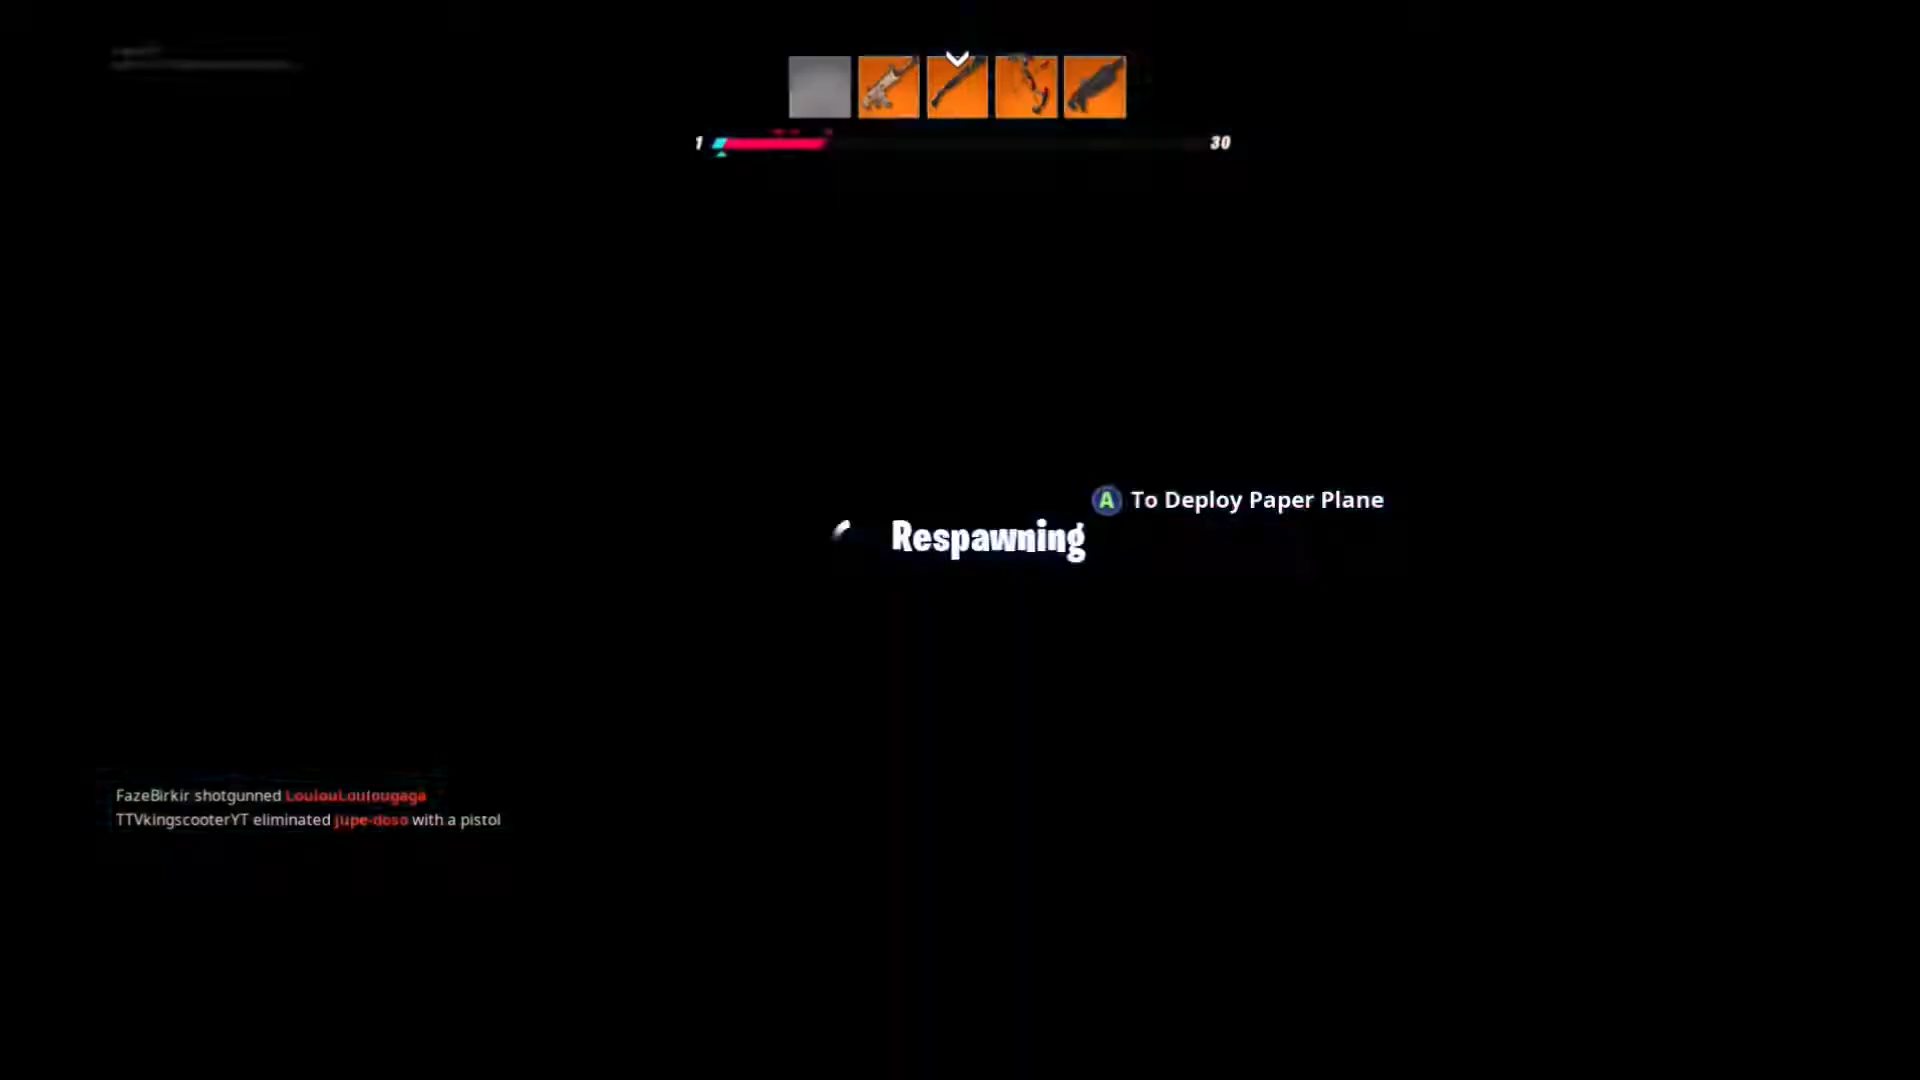 1
30
A To Deploy Paper Plane
Respawning
FazeBirkir shotgunned LoulouLoulougaga
TTVkingscooterYT eliminated jupe-doso with a pistol